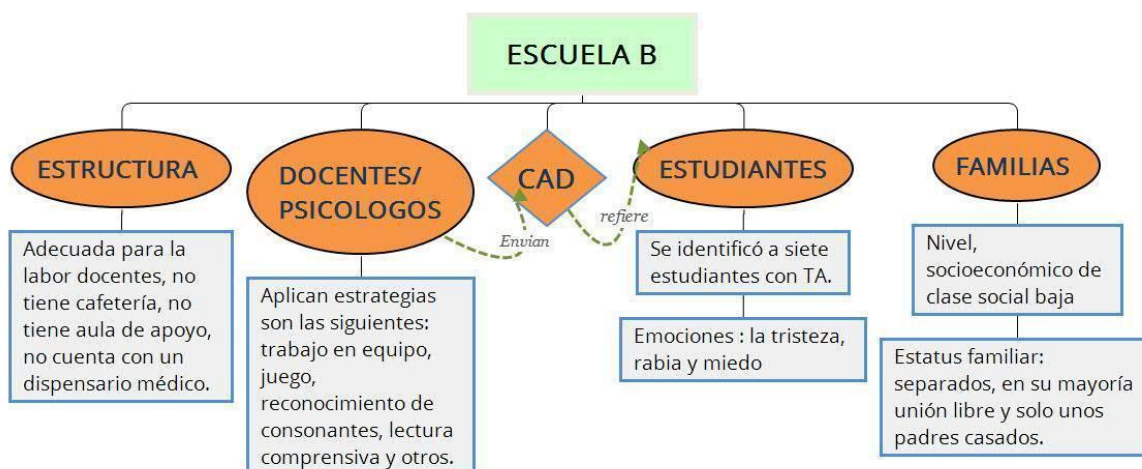 ESCUELA B
ESTRUCTURA
Adecuada para la
labor docentes, no
tiene cafetería, no
tiene aula de apoyo,
no cuenta con un
dispensario médico.
DOCENTES/
PSICOLOGOS
Aplican estrategias
son las siguientes:
trabajo en equipo,
juego,
reconocimiento de
consonantes, lectura
comprensiva y otros.
Envian
CAD
refiere
ESTUDIANTES
Se identificó a siete
estudiantes con TA.
Emociones : la tristeza,
rabia y miedo
FAMILIAS
Nivel,
socioeconómico de
clase social baja
Estatus familiar:
separados, en su mayoría
unión libre y solo unos
padres casados.